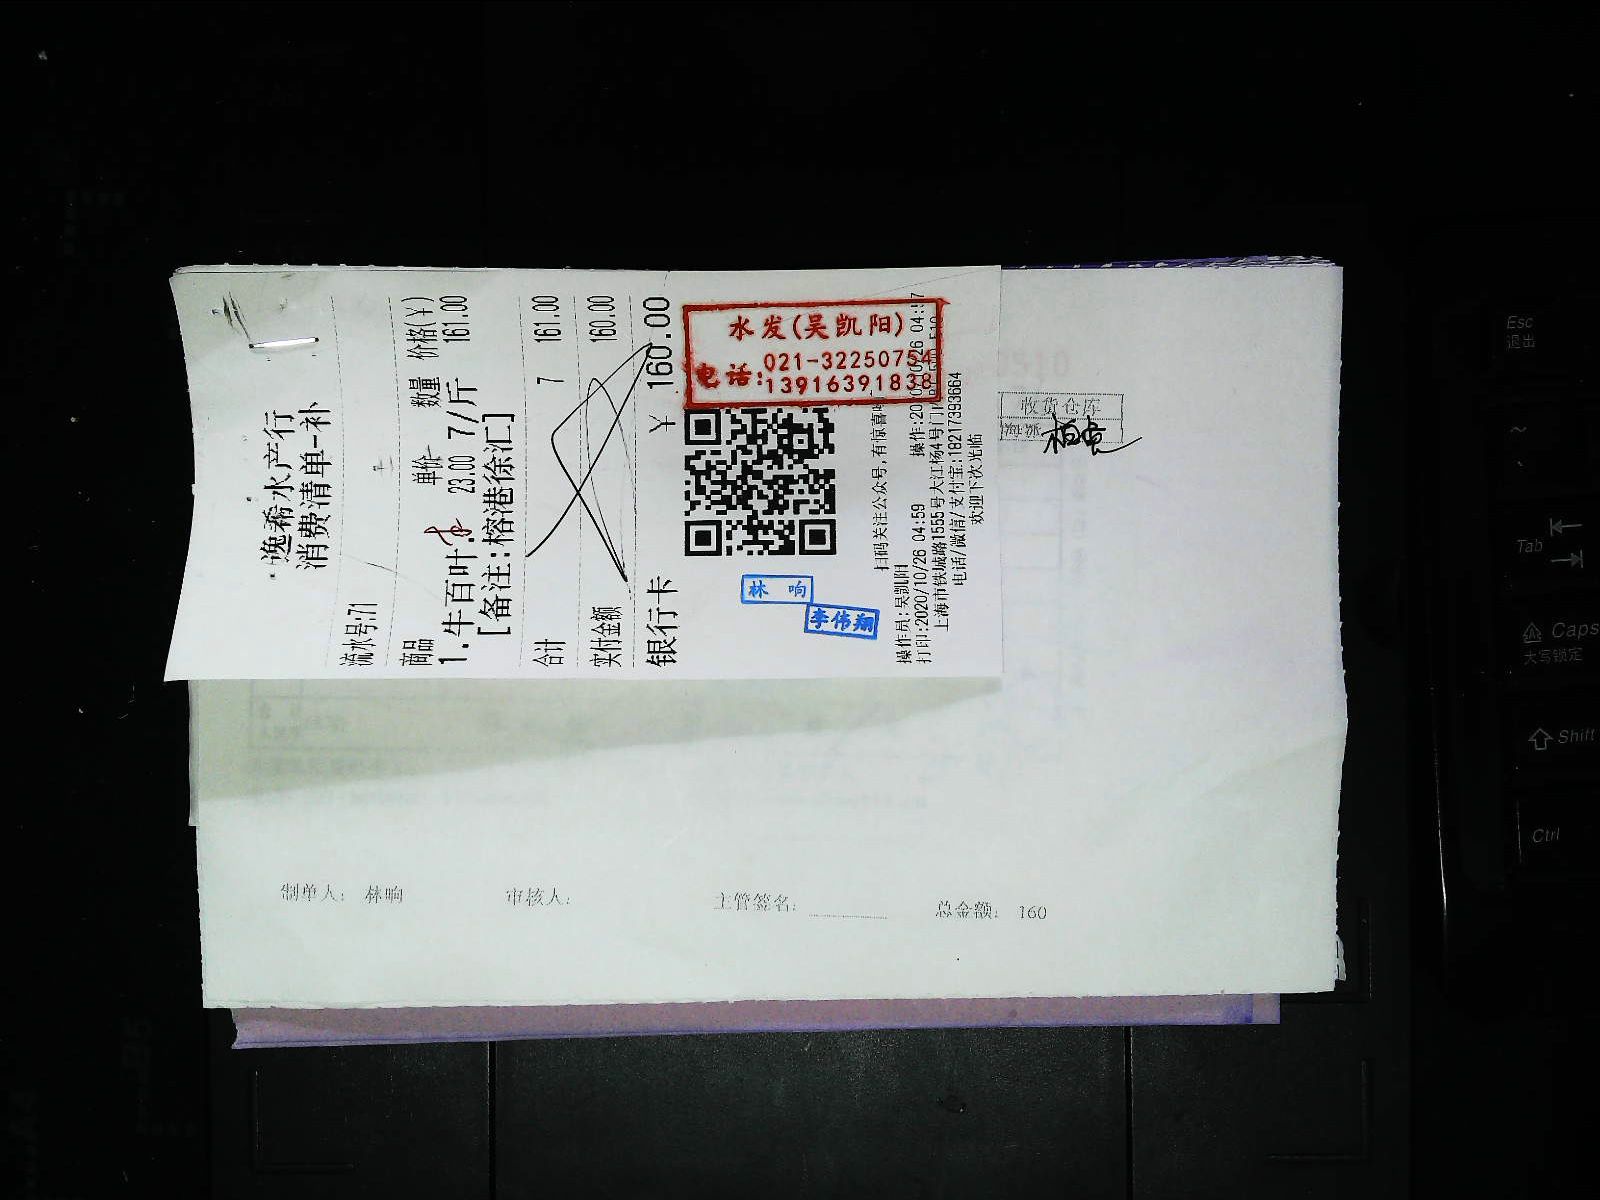 逸希水产行
消费清单-补
流水号:71
商品 单价 数量 价格(¥)
1.牛百叶. 23.00 7/斤 161.00
[备注:榕港徐汇]
合计 7 161.00
实付金额 160.00
银行卡 ¥ 160.00
水发(吴凯阳)
电话:021-32250754
13916391838
林 响
李伟翔
扫码关注公众号,有惊喜
操作员:吴凯阳
打印:2020/10/26 04:59
上海市铁城路1555号大江杨4号门
电话/微信/支付宝:18217393664
欢迎下次光临
收货仓库
制单人: 林响 审核人: 主管签名: 总金额: 160
Esc
退出
~
Tab
Caps
大写锁定
Shift
Ctrl